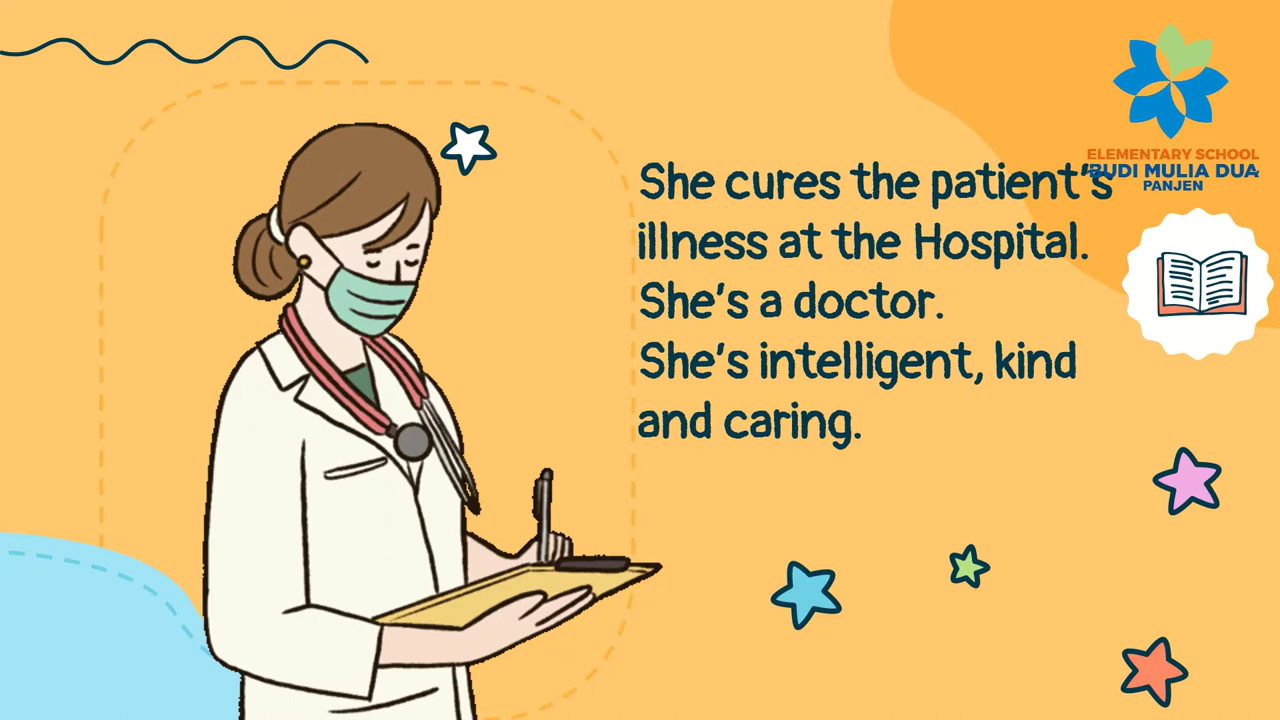 She cures the patient's
illness at the Hospital.
She's a doctor.
She's intelligent, kind
and caring.
ELEMENTARY SCHOOL
BUDI MULIA DUA
PANJEN